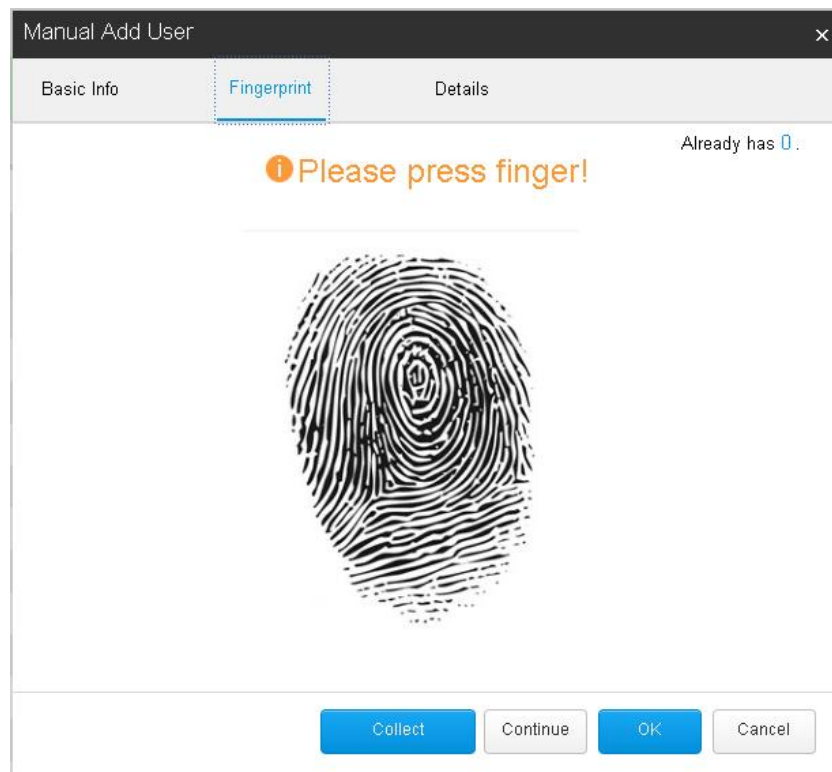 Manual Add User ×
Basic Info Fingerprint Details
Already has 0 .
Please press finger!
Collect Continue OK Cancel